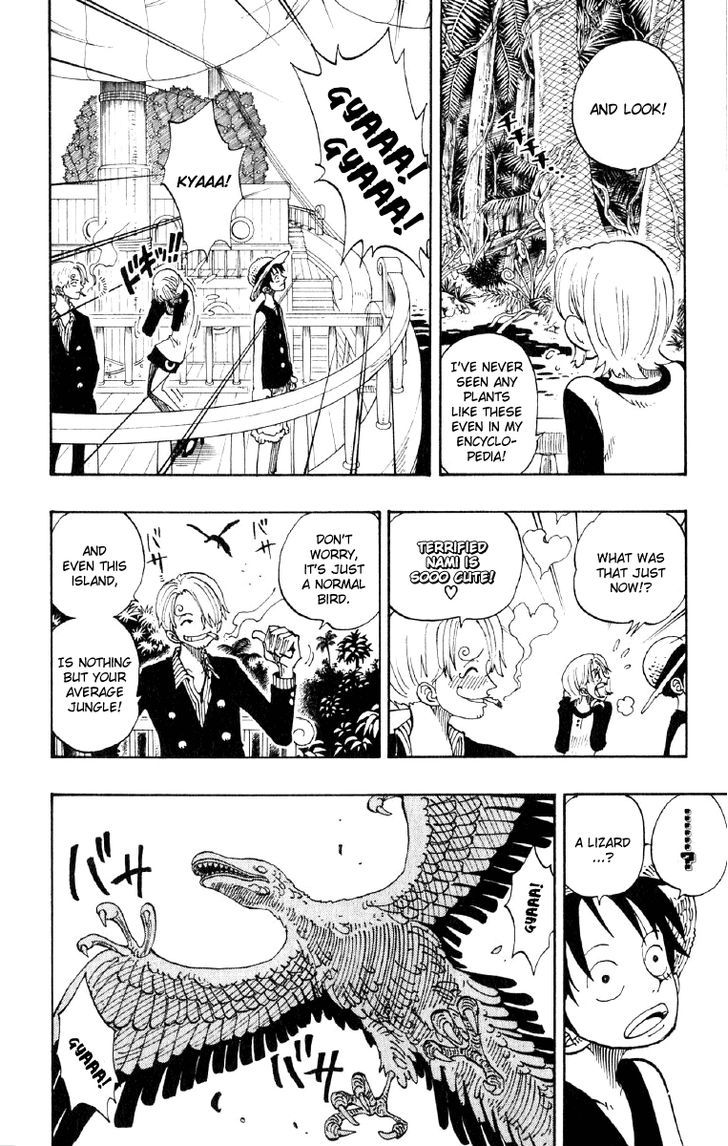 AND LOOK!
I'VE NEVER
SEEN ANY
PLANTS
LIKE THESE
EVEN IN MY
ENCYCLO-
PEDIA!
GYAAA!
GYAAA!
KYAAA!
ドキッ!!
WHAT WAS
THAT JUST
NOW!?
TERRIFIED
NAMI IS
SOOO CUTE!
♡
DON'T
WORRY,
IT'S JUST
A NORMAL
BIRD.
AND
EVEN THIS
ISLAND,
IS NOTHING
BUT YOUR
AVERAGE
JUNGLE!
バサ
バサ
.........?
A LIZARD
...?
GYAAA!
バサ
バサ
GYAAA!